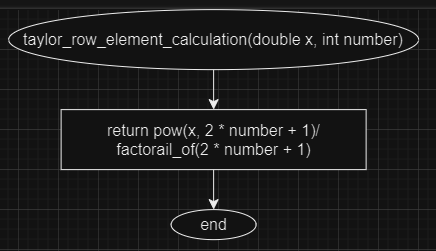 taylor_row_element_calculation(double x, int number)
return pow(x, 2 * number + 1)/
factorail_of(2 * number + 1)
end